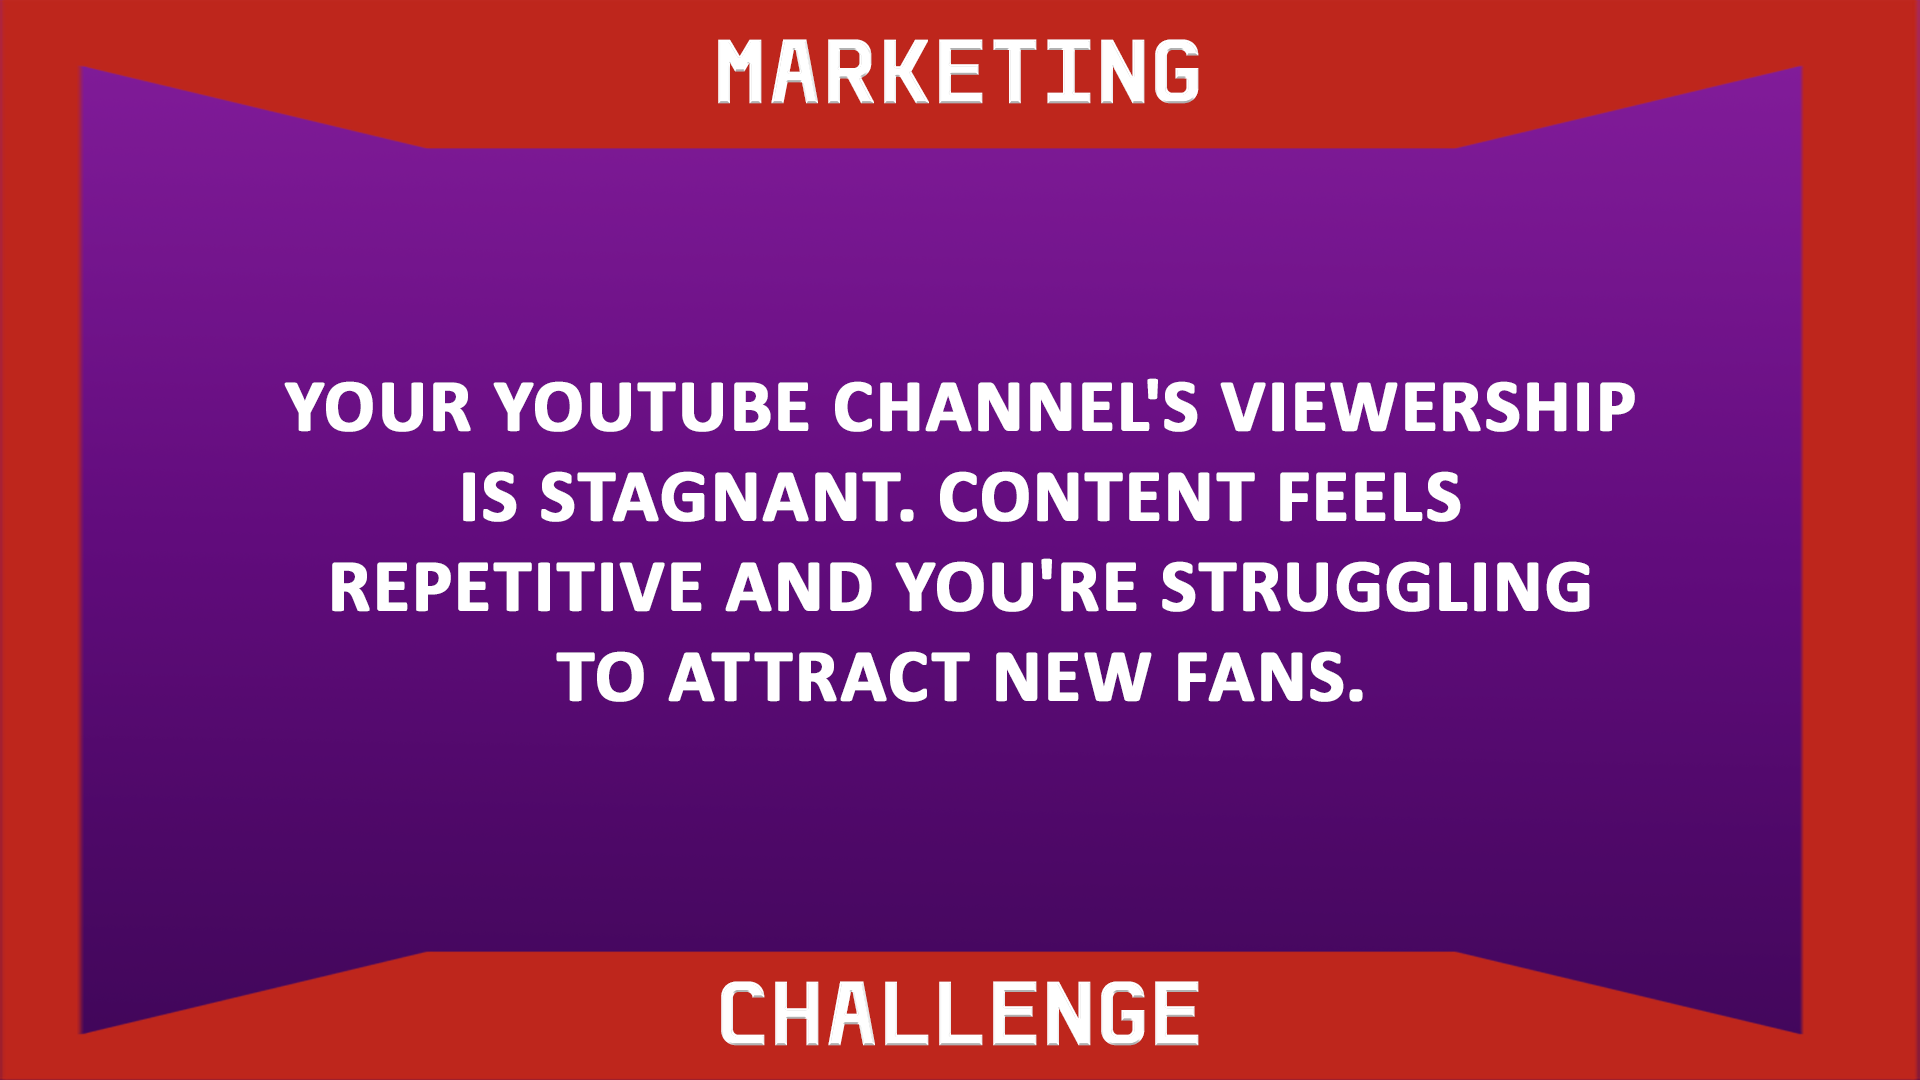 MARKETING
YOUR YOUTUBE CHANNEL'S VIEWERSHIP
IS STAGNANT. CONTENT FEELS
REPETITIVE AND YOU'RE STRUGGLING
TO ATTRACT NEW FANS.
CHALLENGE